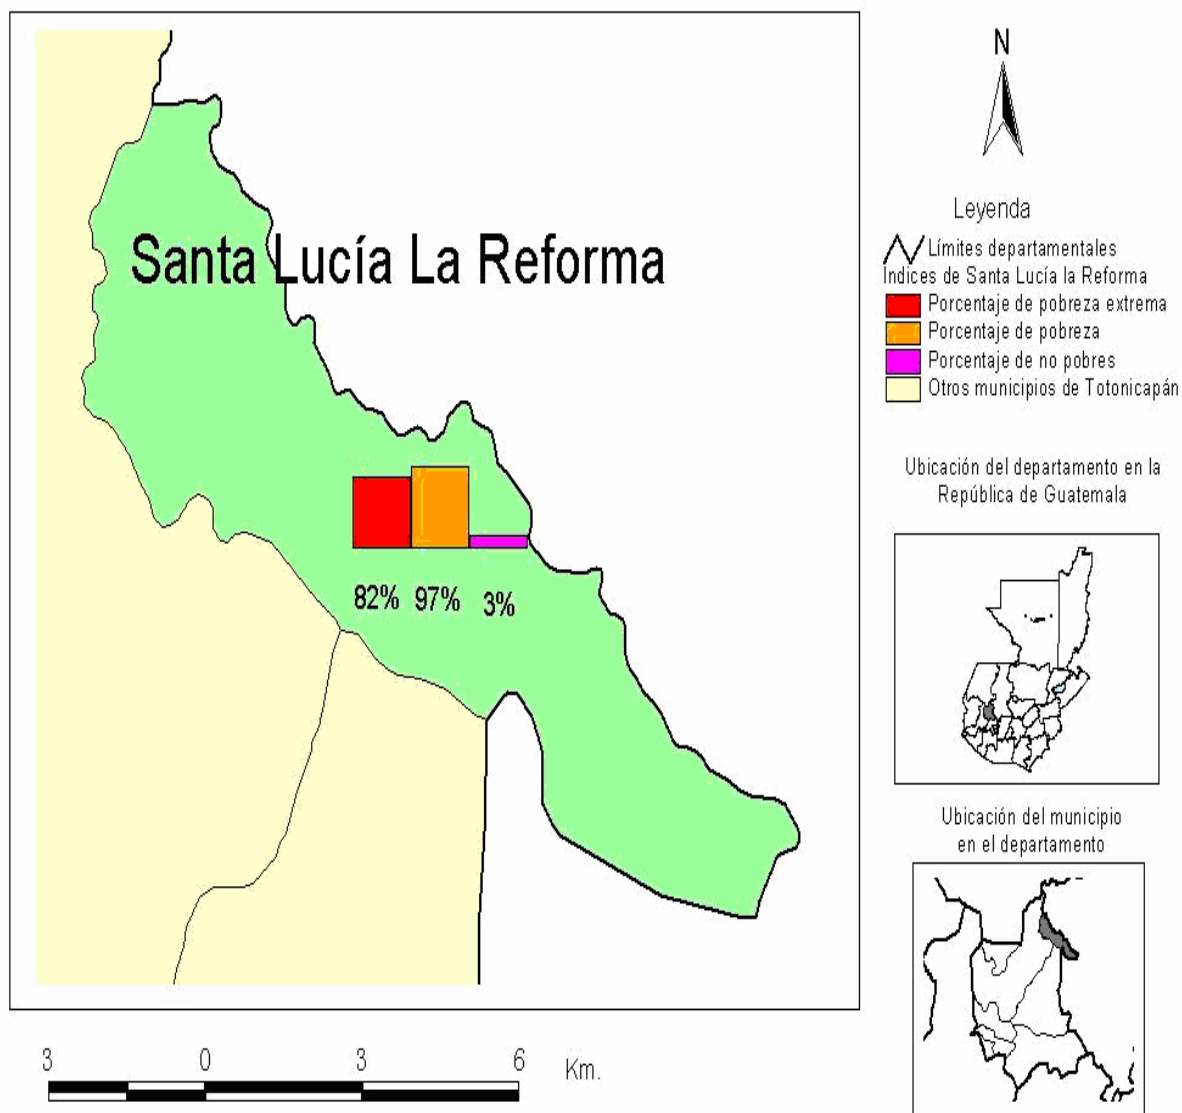 Santa Lucía La Reforma
82% 97% 3%
3 0 3 6 Km.
N
Leyenda
Límites departamentales
Indices de Santa Lucía la Reforma
Porcentaje de pobreza extrema
Porcentaje de pobreza
Porcentaje de no pobres
Otros municipios de Totonicapán
Ubicación del departamento en la
República de Guatemala
Ubicación del municipio
en el departamento